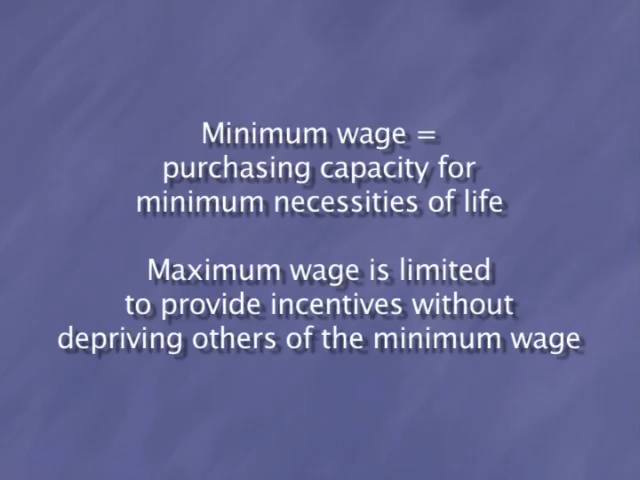 Minimum wage =
purchasing capacity for
minimum necessities of life
Maximum wage is limited
to provide incentives without
depriving others of the minimum wage